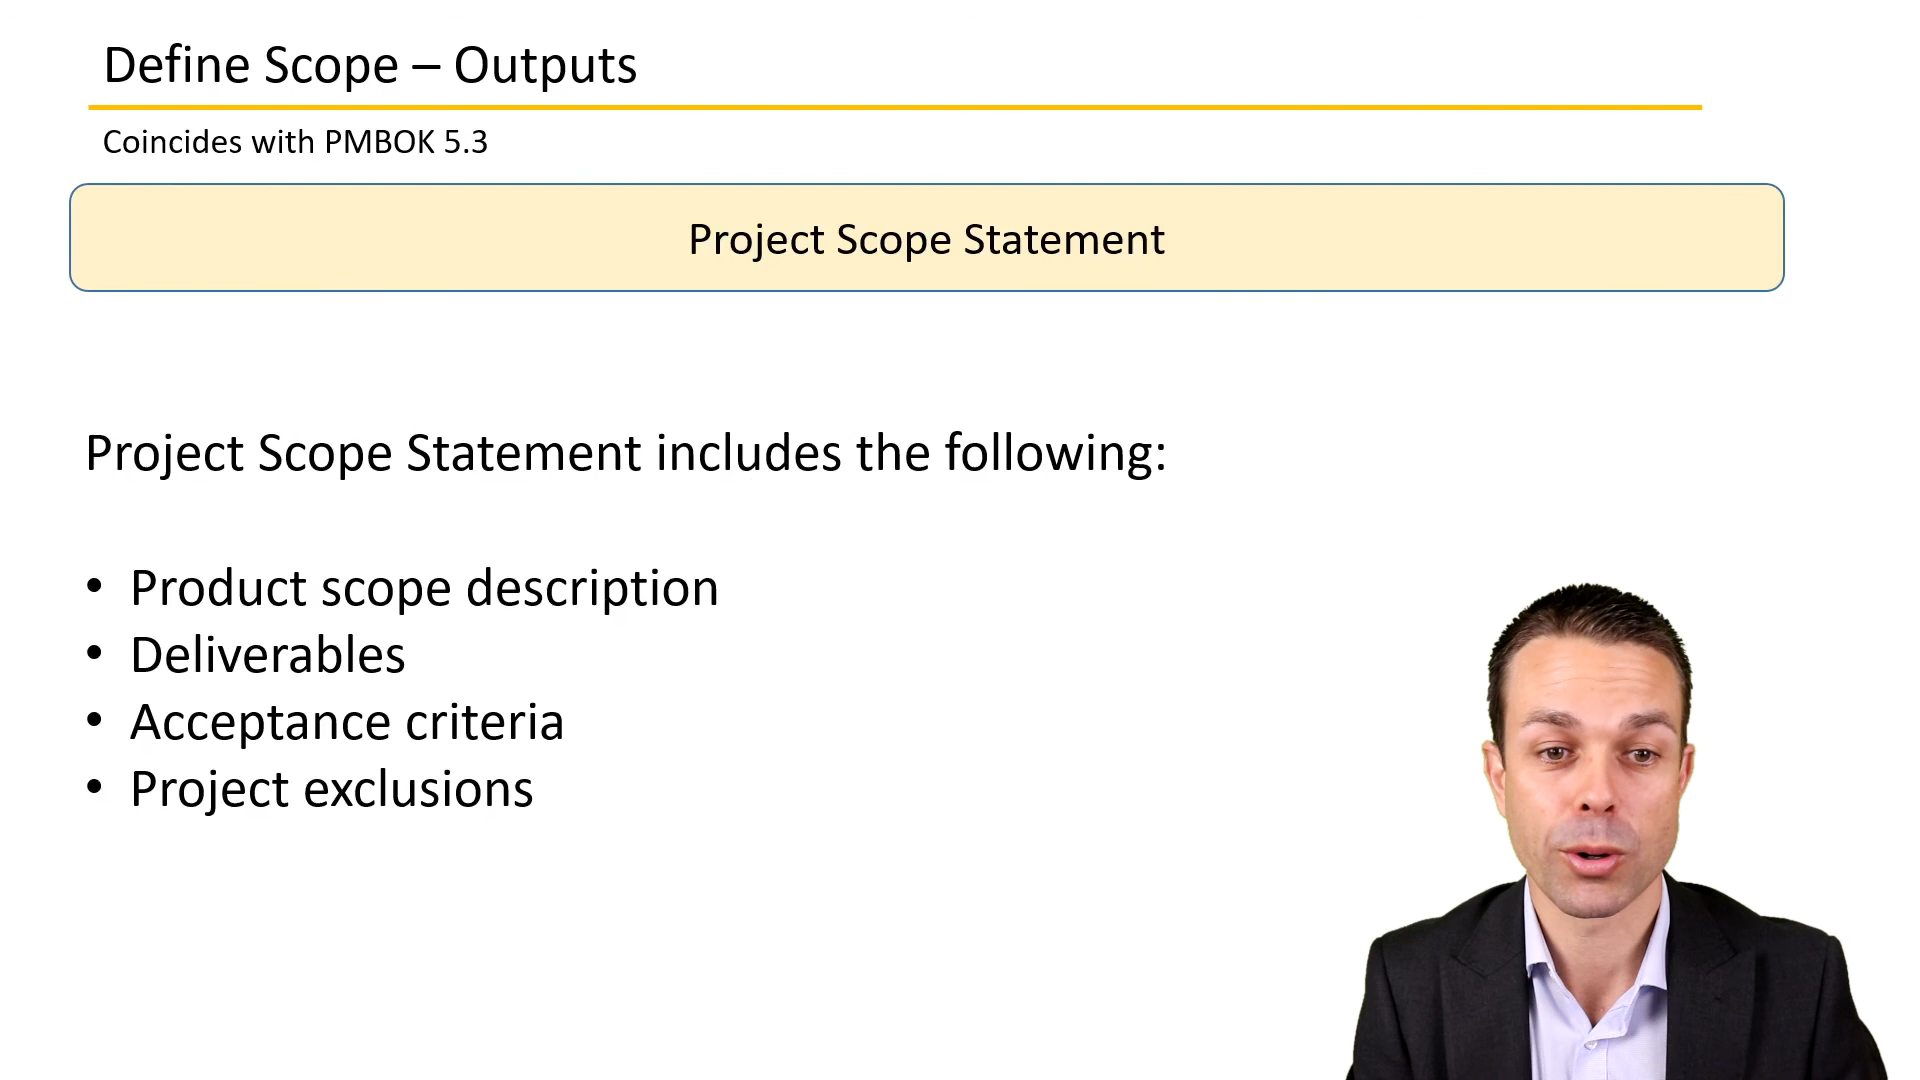 Define Scope – Outputs
Coincides with PMBOK 5.3
Project Scope Statement
Project Scope Statement includes the following:
• Product scope description
• Deliverables
• Acceptance criteria
• Project exclusions